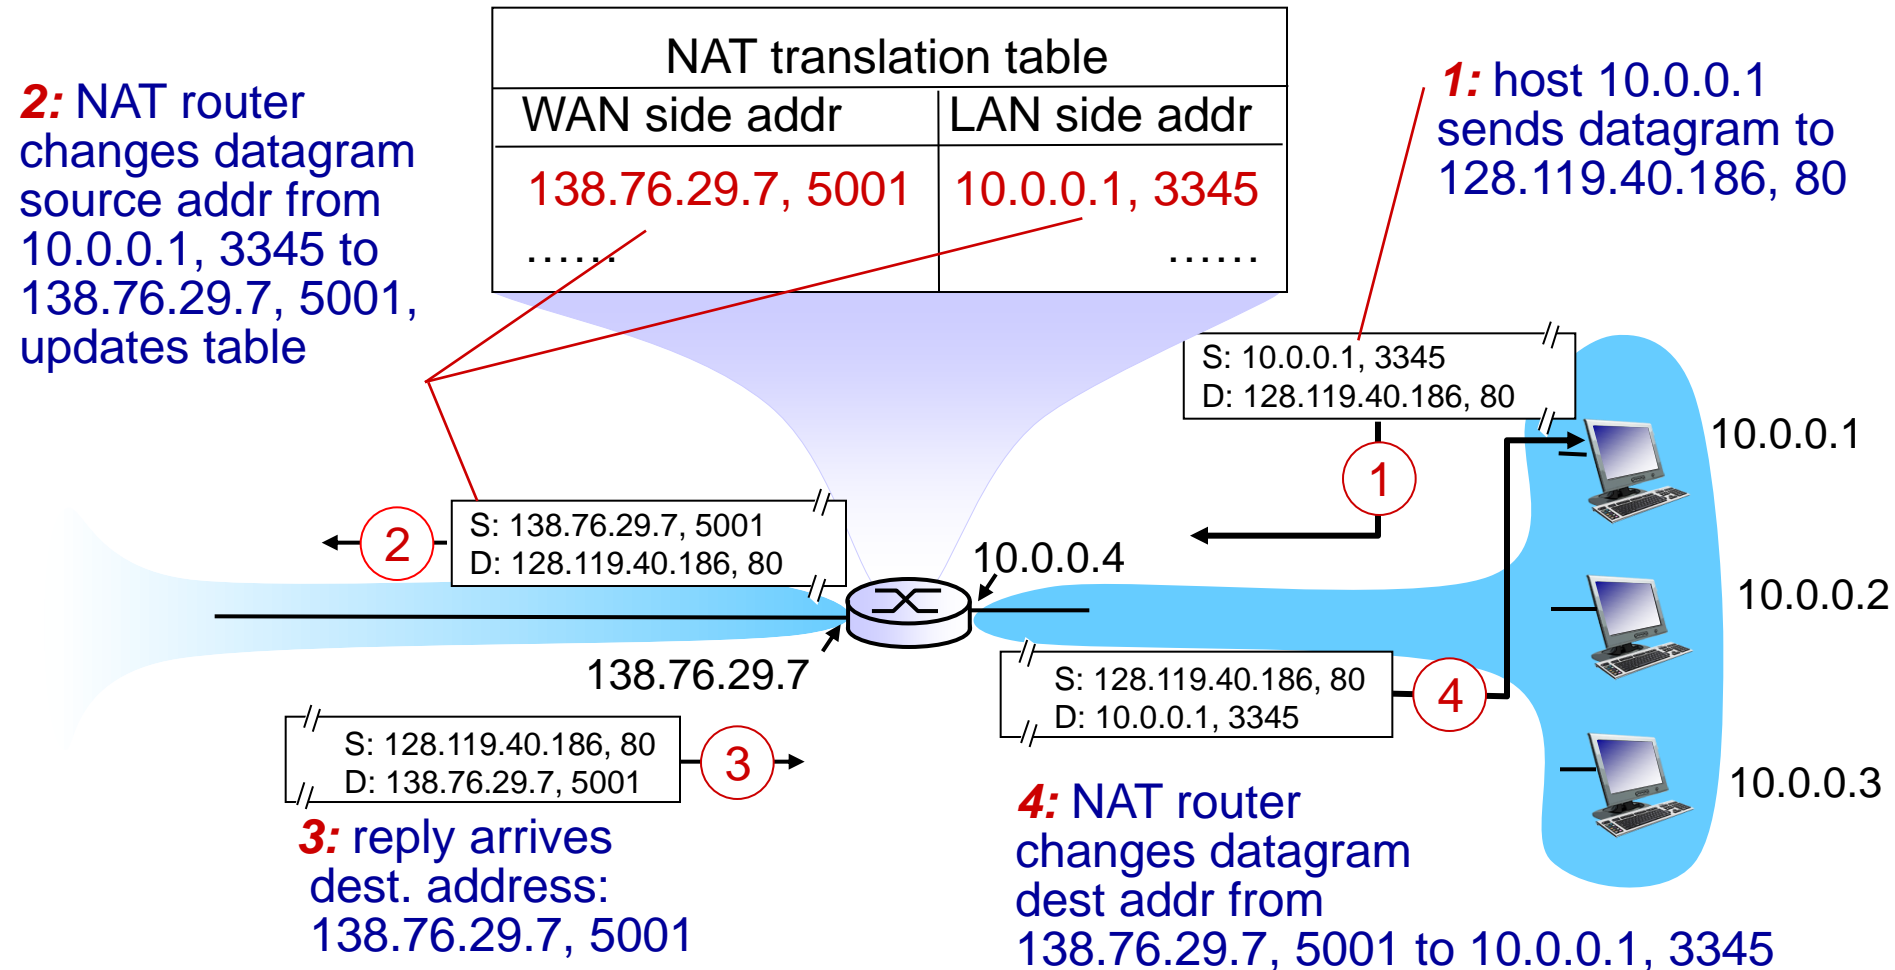 NAT translation table
WAN side addr
LAN side addr
138.76.29.7, 5001
10.0.0.1, 3345
......
......
2: NAT router
changes datagram
source addr from
10.0.0.1, 3345 to
138.76.29.7, 5001,
updates table
1: host 10.0.0.1
sends datagram to
128.119.40.186, 80
S: 10.0.0.1, 3345
D: 128.119.40.186, 80
1
10.0.0.1
S: 138.76.29.7, 5001
D: 128.119.40.186, 80
2
10.0.0.4
10.0.0.2
138.76.29.7
S: 128.119.40.186, 80
D: 10.0.0.1, 3345
4
S: 128.119.40.186, 80
D: 138.76.29.7, 5001
3
10.0.0.3
3: reply arrives
dest. address:
138.76.29.7, 5001
4: NAT router
changes datagram
dest addr from
138.76.29.7, 5001 to 10.0.0.1, 3345